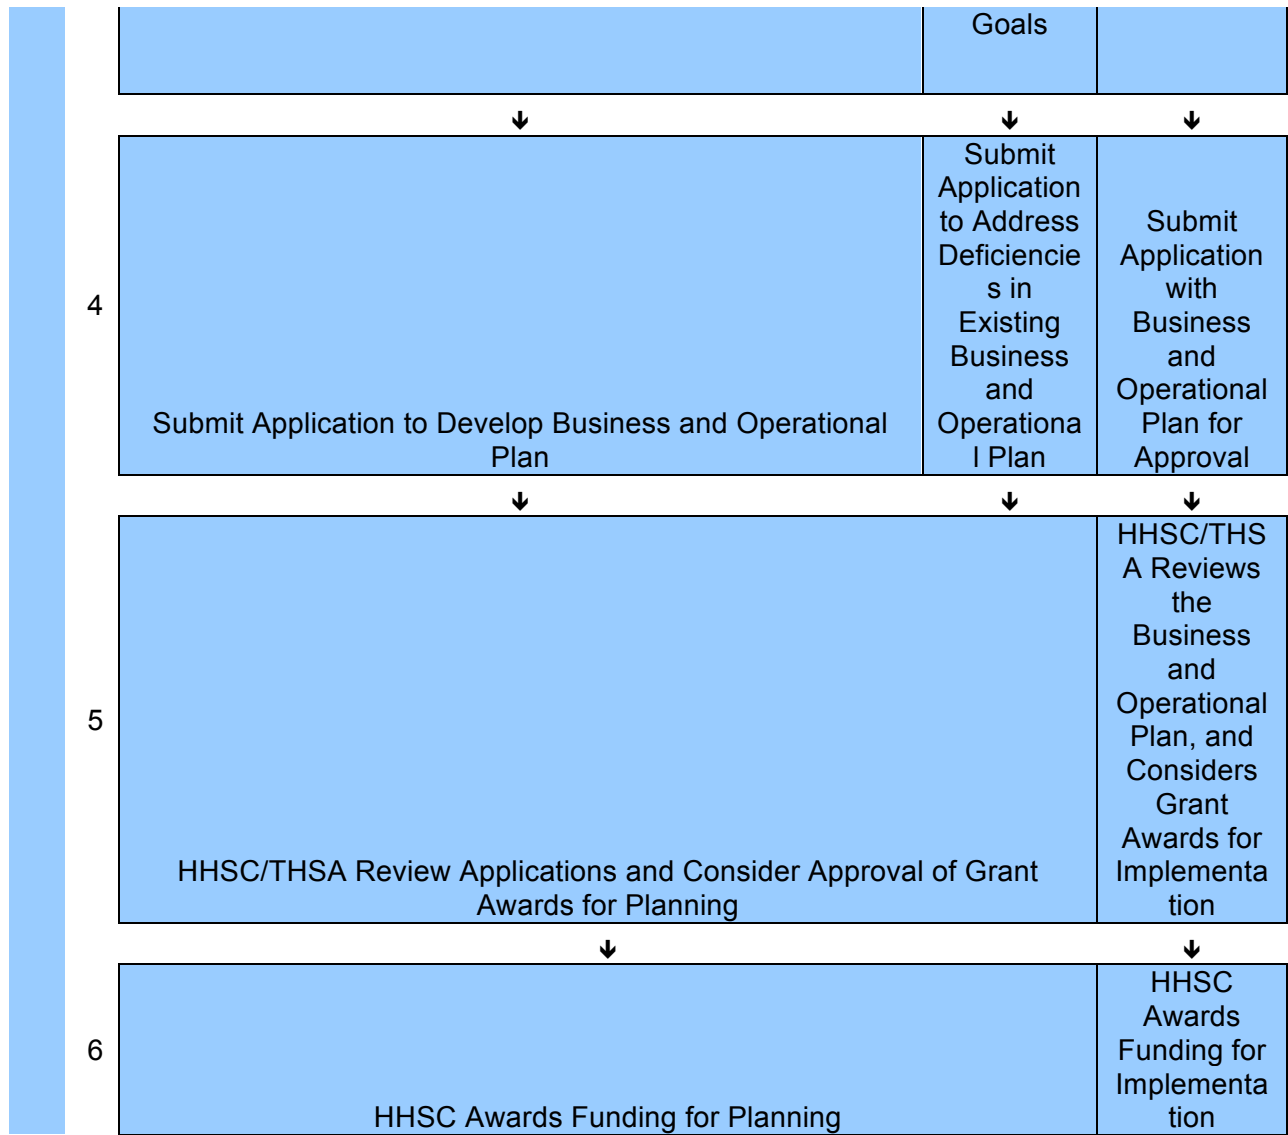 Goals
🡻 🡻 🡻
4
Submit Application to Develop Business and Operational
Plan
Submit
Application
to Address
Deficiencie
s in
Existing
Business
and
Operationa
l Plan
Submit
Application
with
Business
and
Operational
Plan for
Approval
🡻 🡻 🡻
5
HHSC/THSA Review Applications and Consider Approval of Grant
Awards for Planning
HHSC/THS
A Reviews
the
Business
and
Operational
Plan, and
Considers
Grant
Awards for
Implementa
tion
🡻 🡻
6
HHSC Awards Funding for Planning
HHSC
Awards
Funding for
Implementa
tion